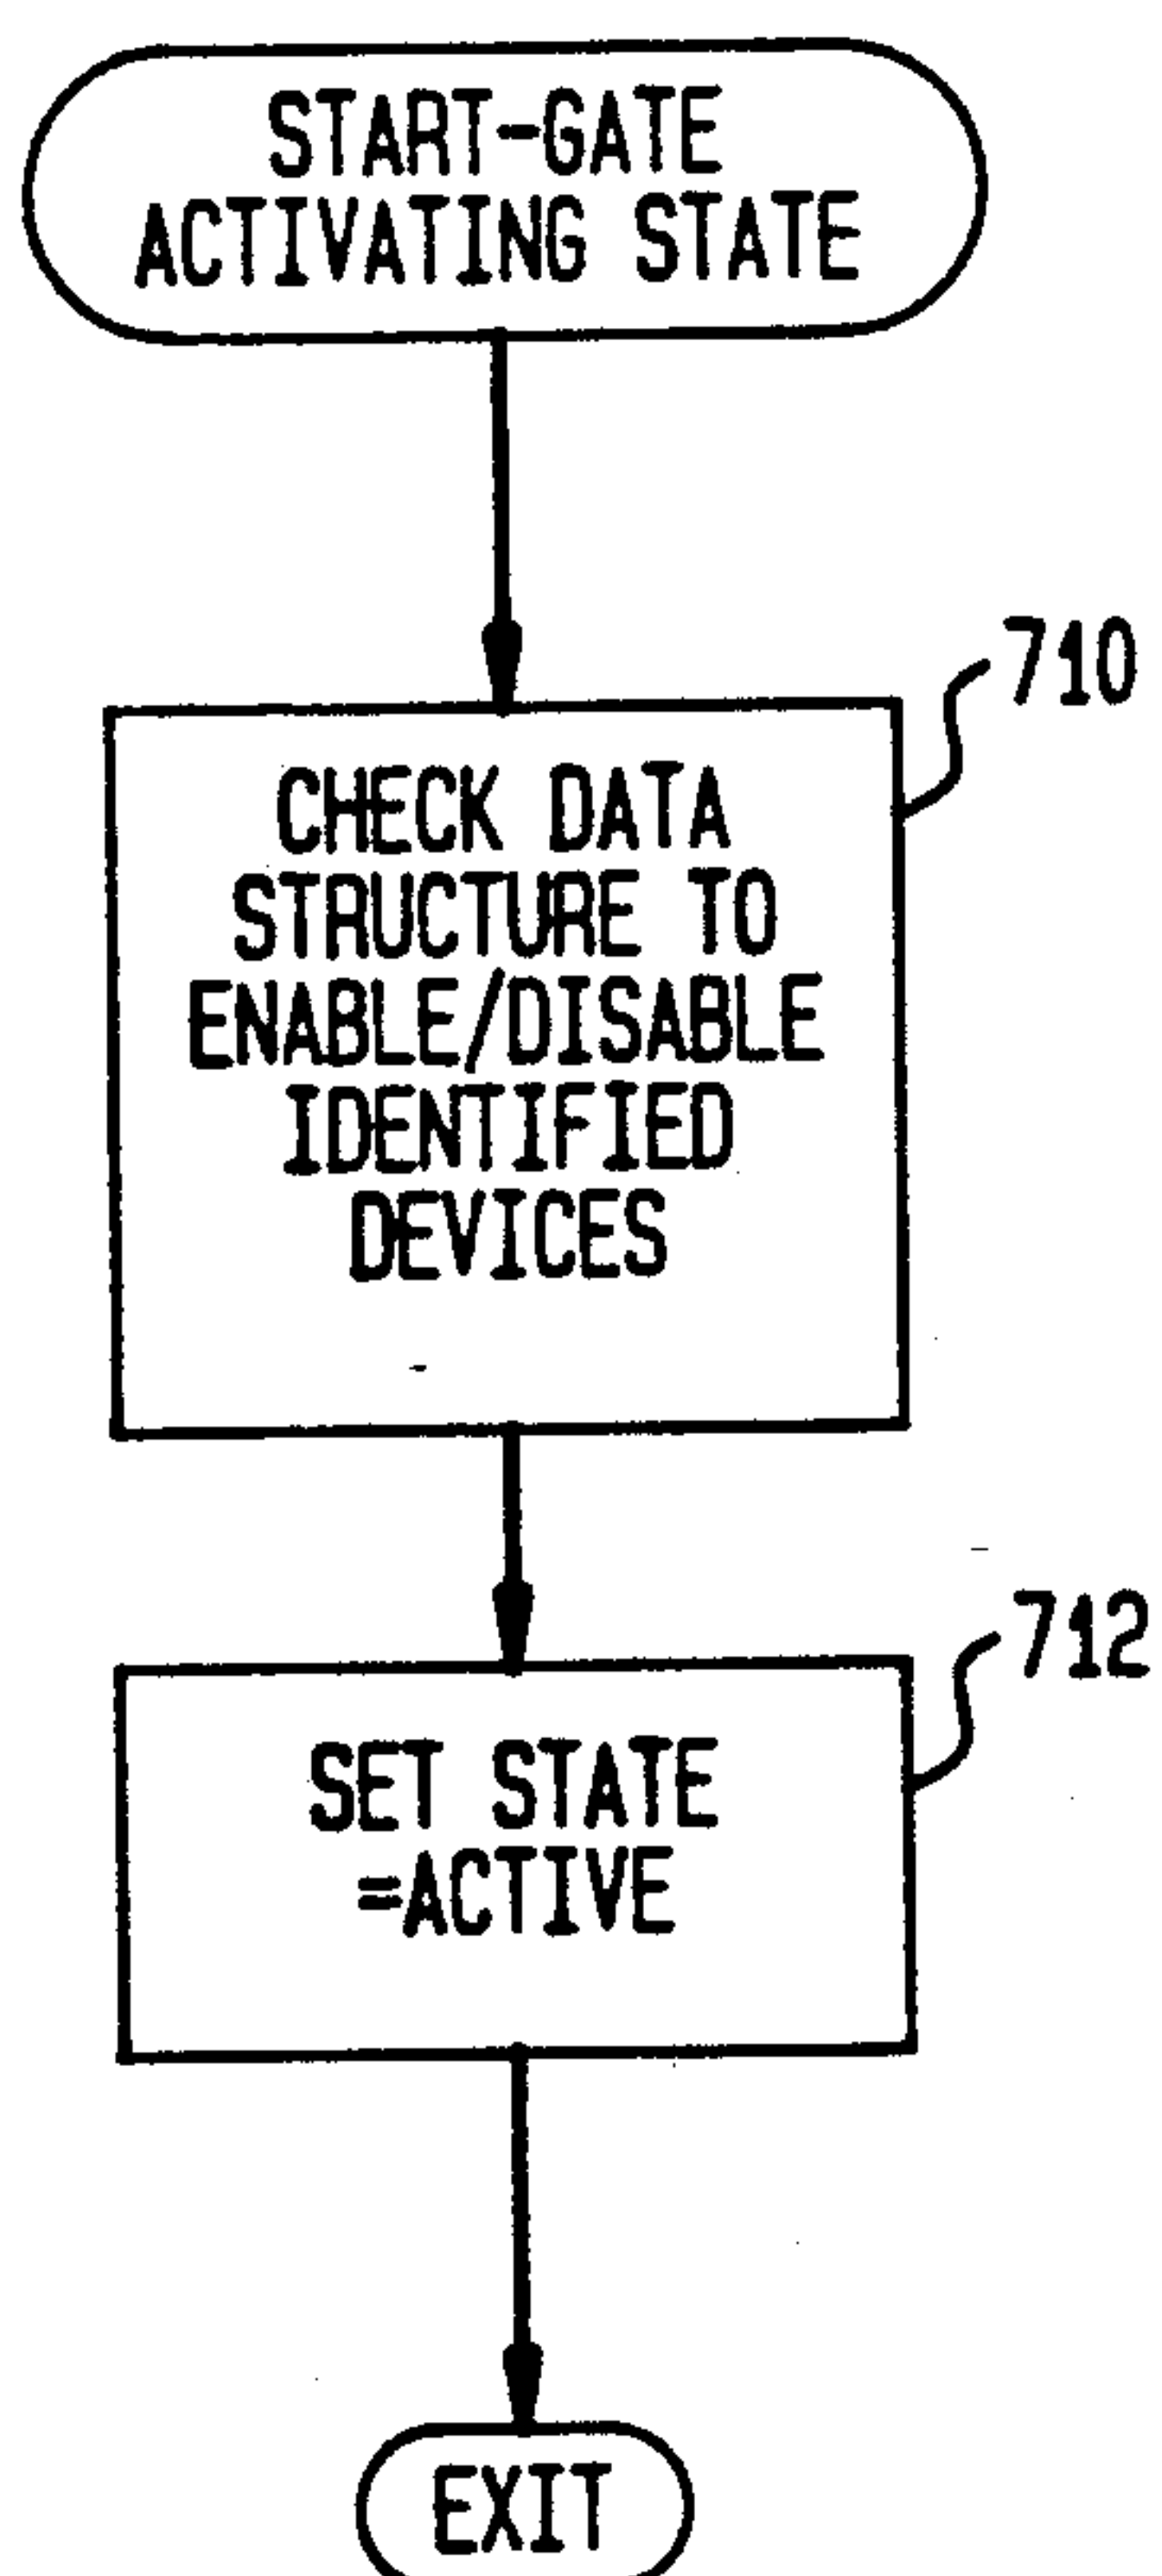 START-GATE
ACTIVATING STATE
710
CHECK DATA
STRUCTURE TO
ENABLE/DISABLE
IDENTIFIED
DEVICES
712
SET STATE
=ACTIVE
EXIT